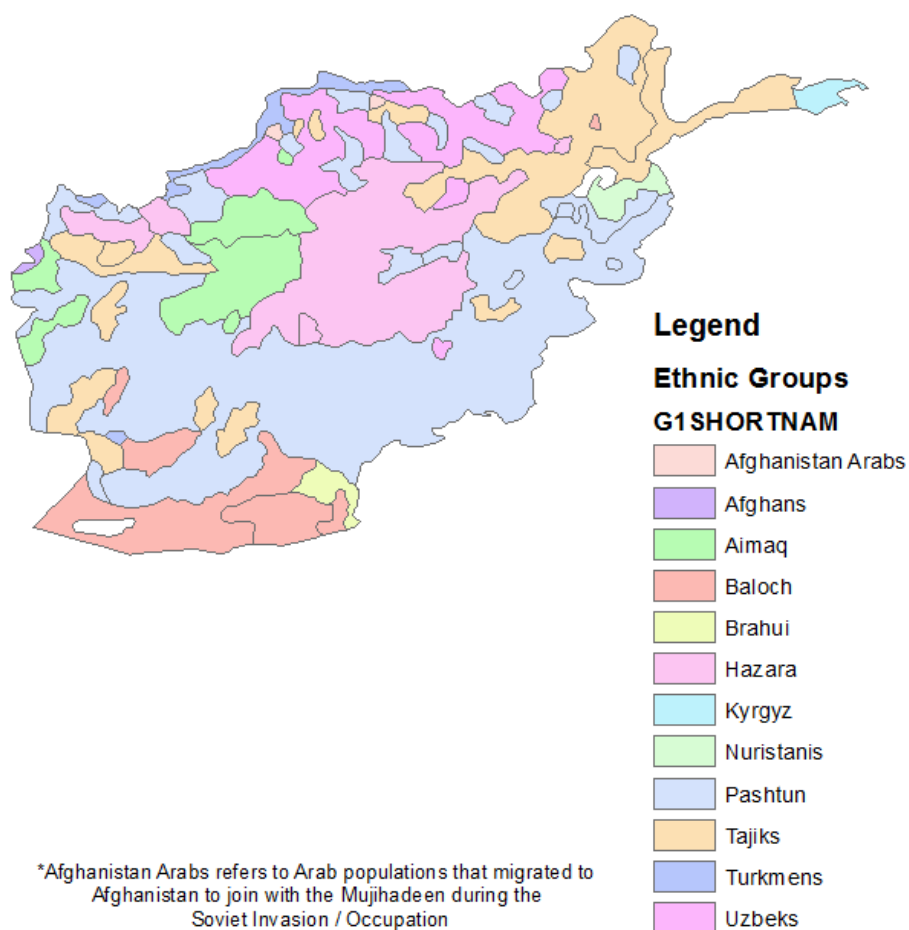 Legend
Ethnic Groups
G1SHORTNAM
Afghanistan Arabs
Afghans
Aimaq
Baloch
Brahui
Hazara
Kyrgyz
Nuristanis
Pashtun
Tajiks
Turkmens
Uzbeks
*Afghanistan Arabs refers to Arab populations that migrated to
Afghanistan to join with the Mujihadeen during the
Soviet Invasion / Occupation